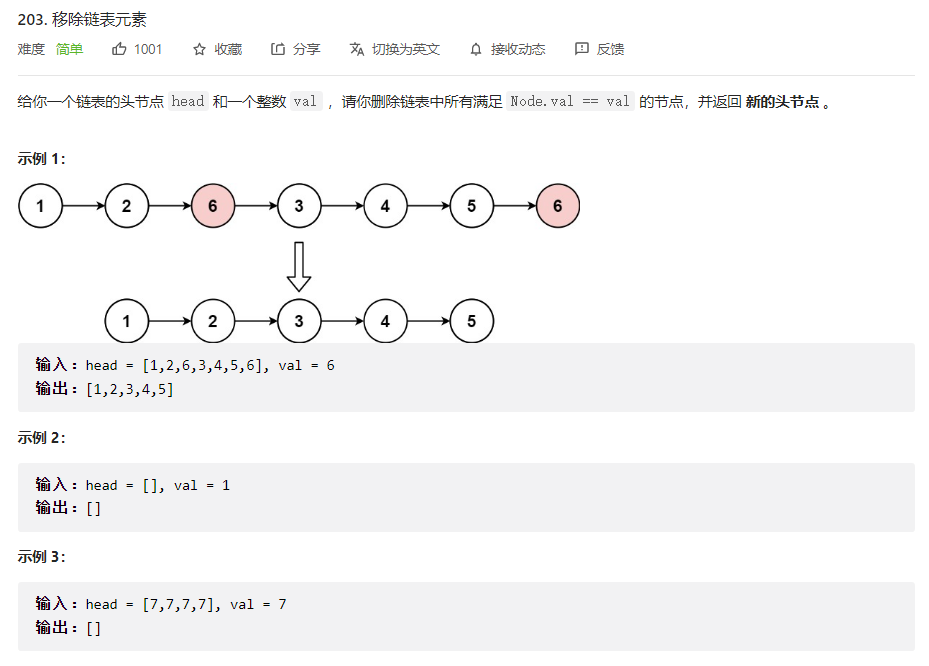 203. 移除链表元素
难度 简单 1001 收藏 分享 切换为英文 接收动态 反馈
给你一个链表的头节点 head 和一个整数 val ，请你删除链表中所有满足 Node.val == val 的节点，并返回 新的头节点 。
示例 1：
1 2 6 3 4 5 6
1 2 3 4 5
输入：head = [1,2,6,3,4,5,6], val = 6
输出：[1,2,3,4,5]
示例 2：
输入：head = [], val = 1
输出：[]
示例 3：
输入：head = [7,7,7,7], val = 7
输出：[]